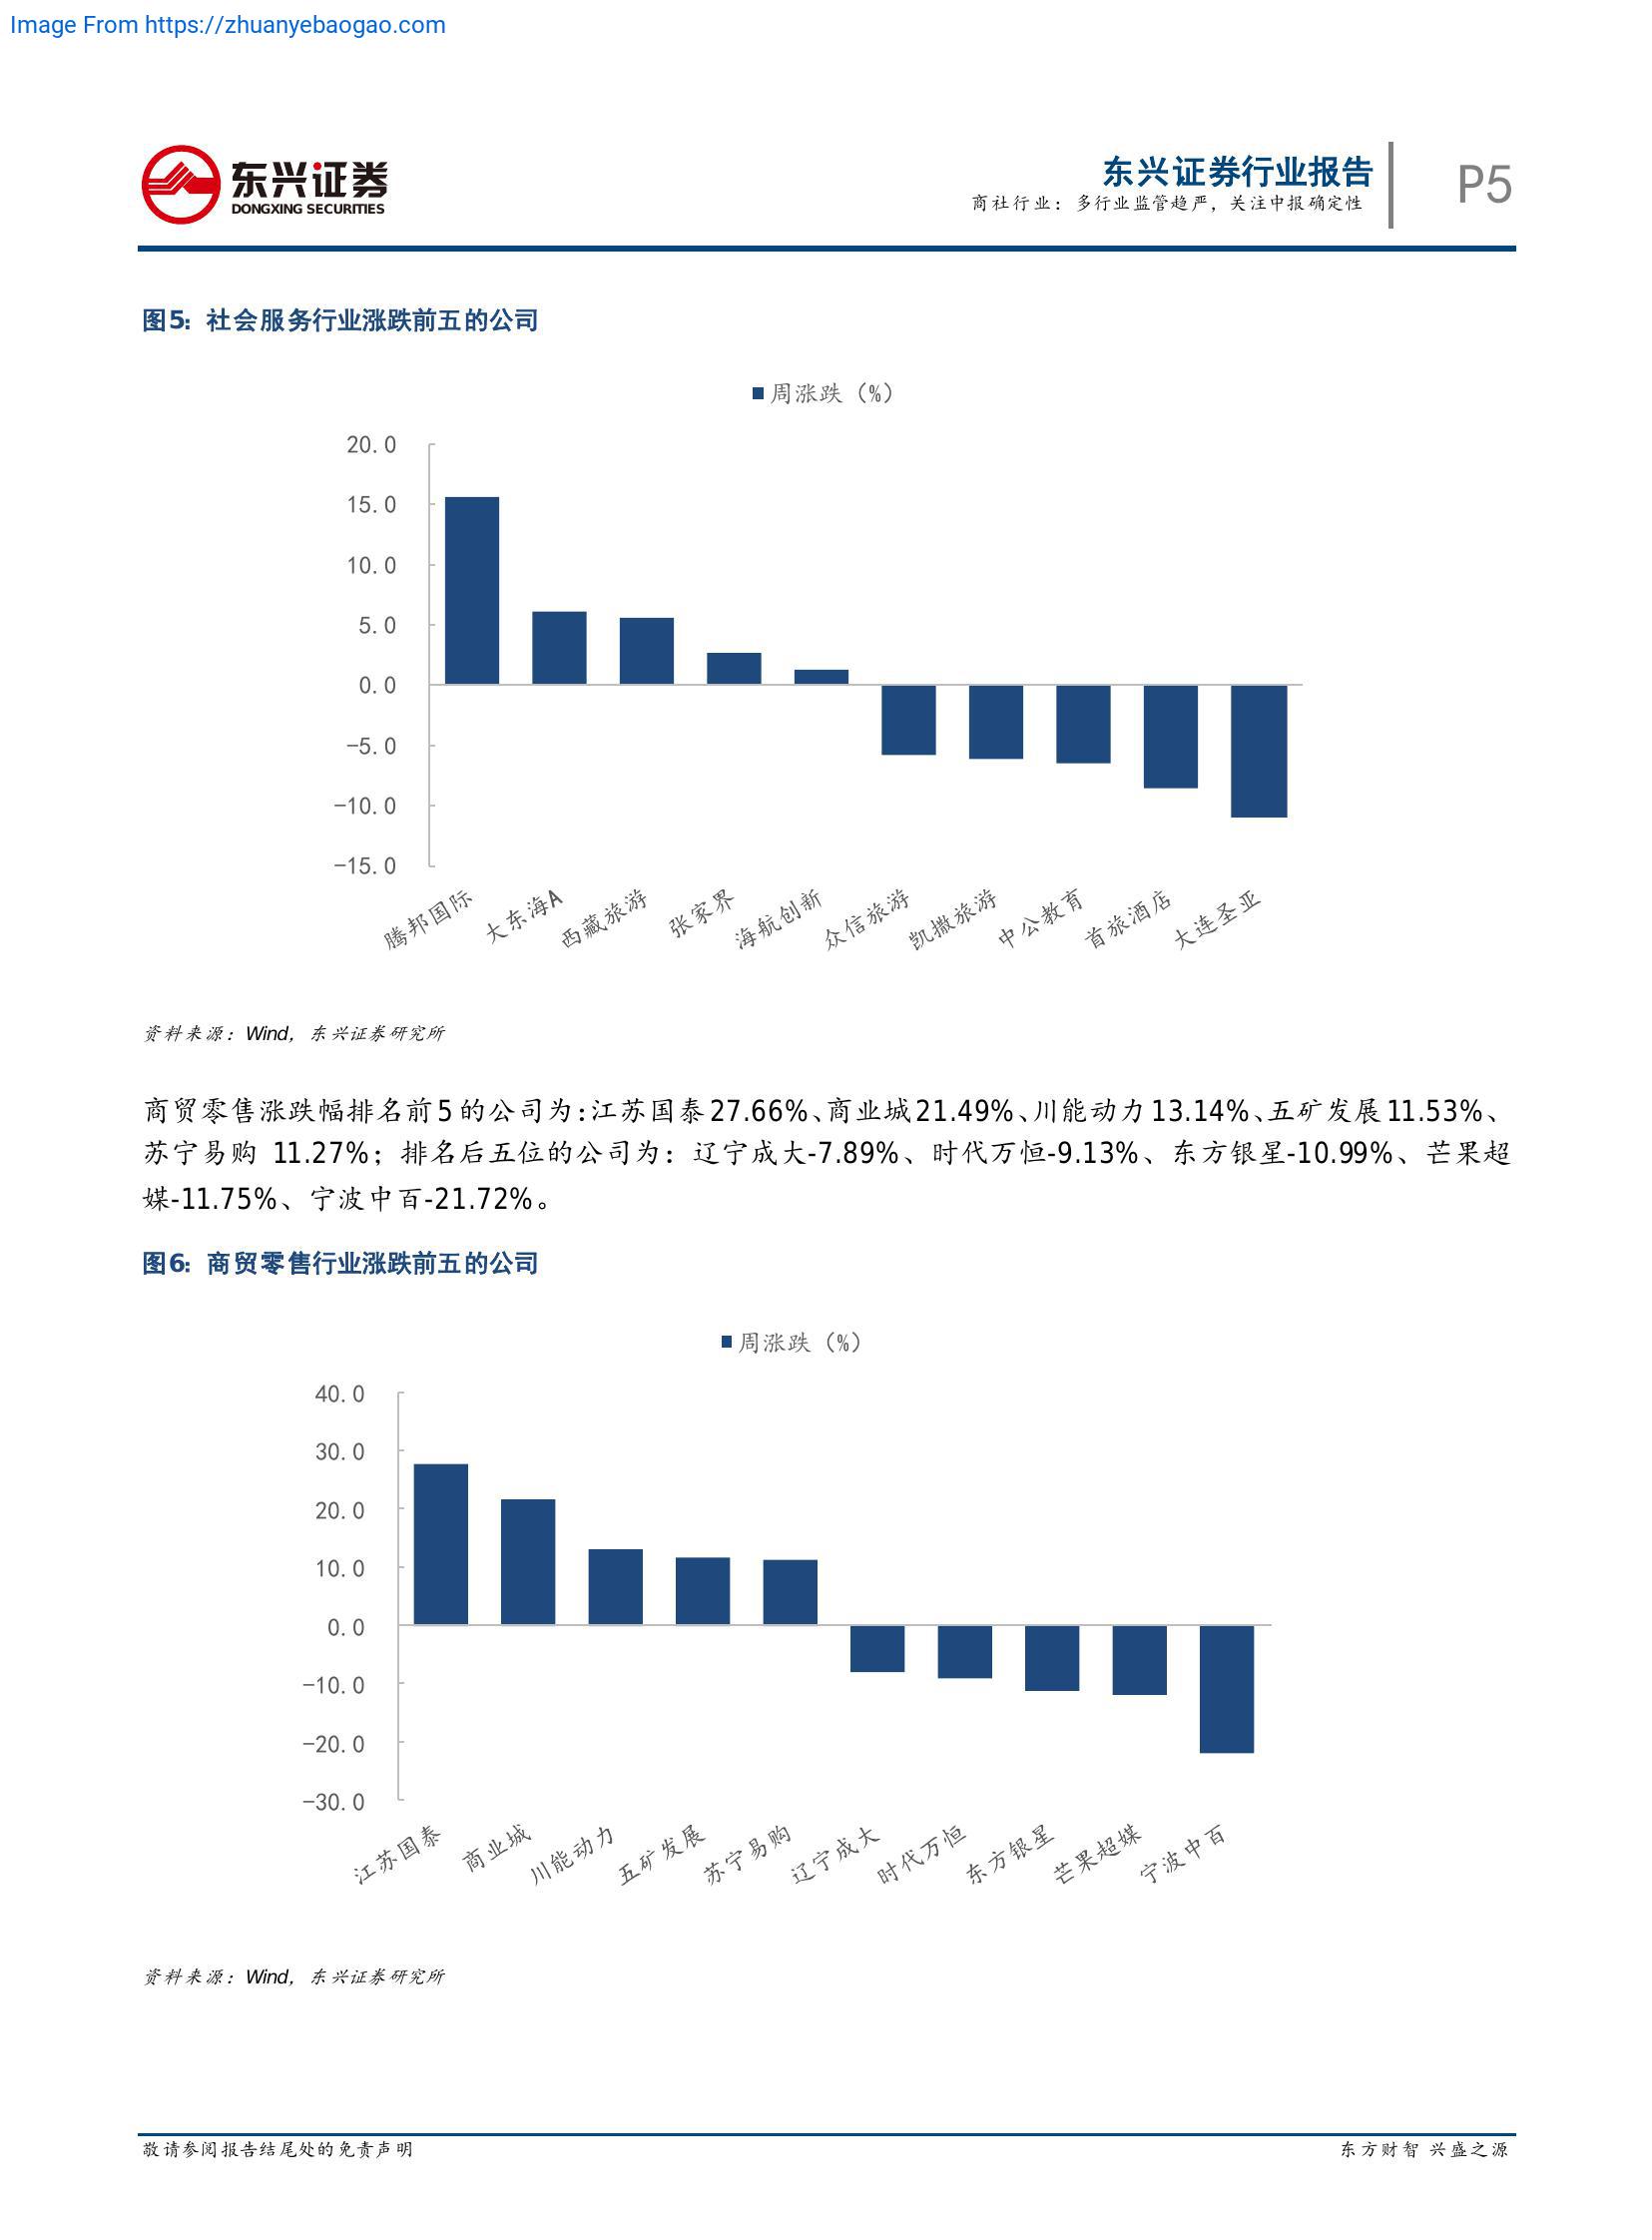 Image From https://zhuanyebaogao.com
东兴证券
DONGXING SECURITIES
东兴证券行业报告
商社行业：多行业监管趋严，关注中报确定性
P5
图5：社会服务行业涨跌前五的公司
周涨跌（%）
20.0
15.0
10.0
5.0
0.0
-5.0
-10.0
-15.0
腾邦国际
大东海A
西藏旅游
张家界
海航创新
众信旅游
凯撒旅游
中公教育
首旅酒店
大连圣亚
资料来源：Wind，东兴证券研究所
商贸零售涨跌幅排名前5的公司为:江苏国泰27.66%、商业城21.49%、川能动力13.14%、五矿发展11.53%、
苏宁易购 11.27%；排名后五位的公司为：辽宁成大-7.89%、时代万恒-9.13%、东方银星-10.99%、芒果超
媒-11.75%、宁波中百-21.72%。
图6：商贸零售行业涨跌前五的公司
周涨跌（%）
40.0
30.0
20.0
10.0
0.0
-10.0
-20.0
-30.0
江苏国泰
商业城
川能动力
五矿发展
苏宁易购
辽宁成大
时代万恒
东方银星
芒果超媒
宁波中百
资料来源：Wind，东兴证券研究所
敬请参阅报告结尾处的免责声明
东方财智 兴盛之源